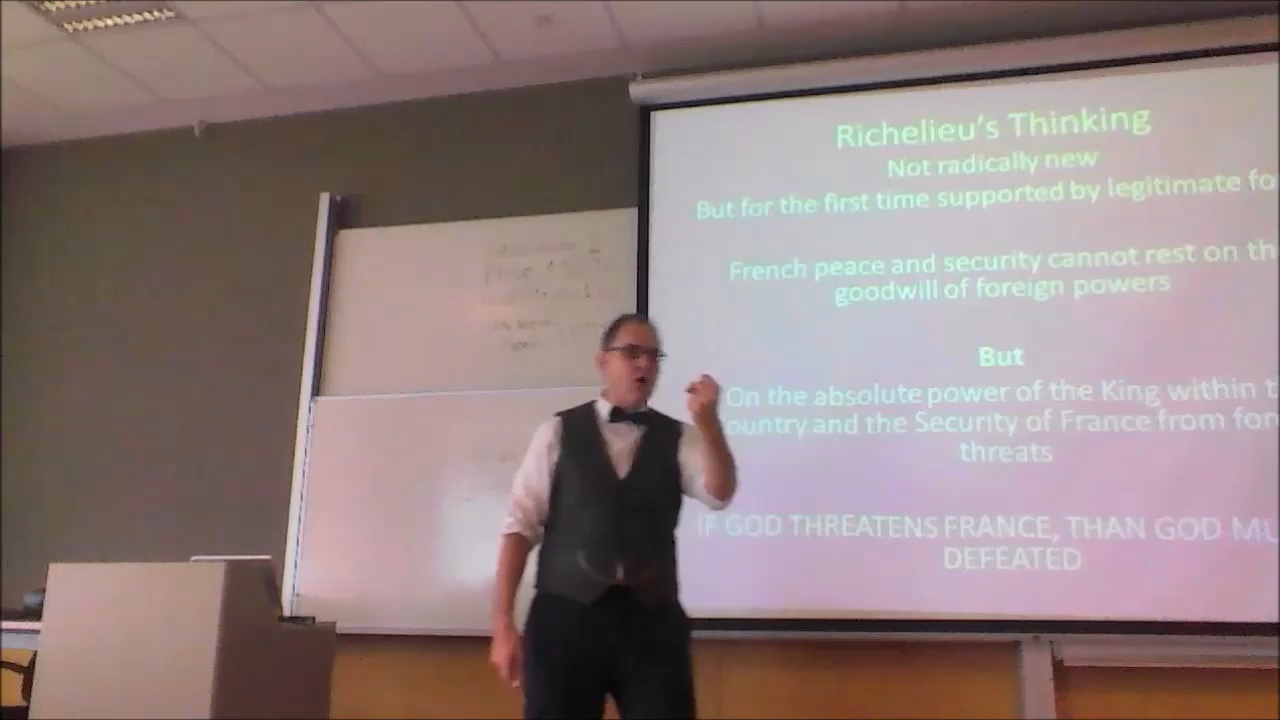 Richelieu's Thinking
Not radically new
But for the first time supported by legitimate fo
French peace and security cannot rest on th
goodwill of foreign powers
But
On the absolute power of the King within t
ountry and the Security of France from for
threats
IF GOD THREATENS FRANCE, THAN GOD MU
DEFEATED